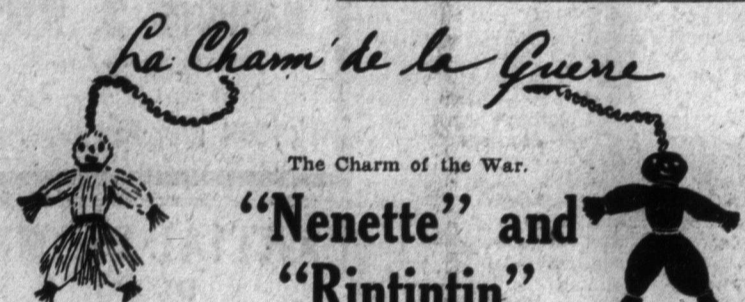 La Charm' de la Guerre
The Charm of the War.
"Nenette" and
"Rintintin"